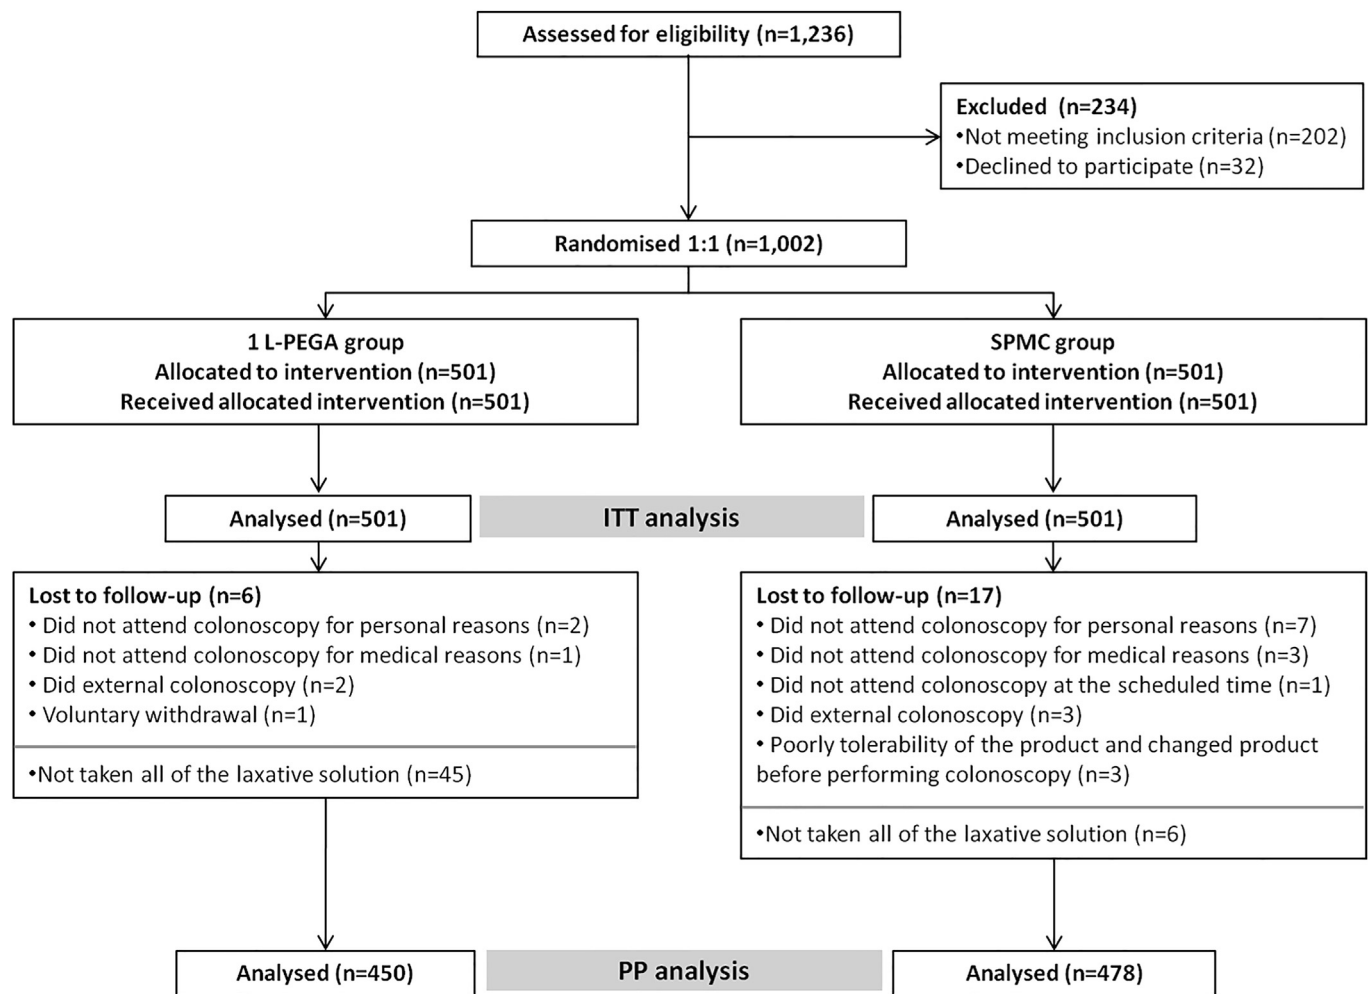 Assessed for eligibility (n=1,236)
Excluded (n=234)
•Not meeting inclusion criteria (n=202)
•Declined to participate (n=32)
Randomised 1:1 (n=1,002)
1 L-PEGA group
Allocated to intervention (n=501)
Received allocated intervention (n=501)
SPMC group
Allocated to intervention (n=501)
Received allocated intervention (n=501)
Analysed (n=501)
ITT analysis
Analysed (n=501)
Lost to follow-up (n=6)
• Did not attend colonoscopy for personal reasons (n=2)
• Did not attend colonoscopy for medical reasons (n=1)
• Did external colonoscopy (n=2)
• Voluntary withdrawal (n=1)
•Not taken all of the laxative solution (n=45)
Lost to follow-up (n=17)
• Did not attend colonoscopy for personal reasons (n=7)
• Did not attend colonoscopy for medical reasons (n=3)
• Did not attend colonoscopy at the scheduled time (n=1)
• Did external colonoscopy (n=3)
• Poorly tolerability of the product and changed product
before performing colonoscopy (n=3)
•Not taken all of the laxative solution (n=6)
Analysed (n=450)
PP analysis
Analysed (n=478)